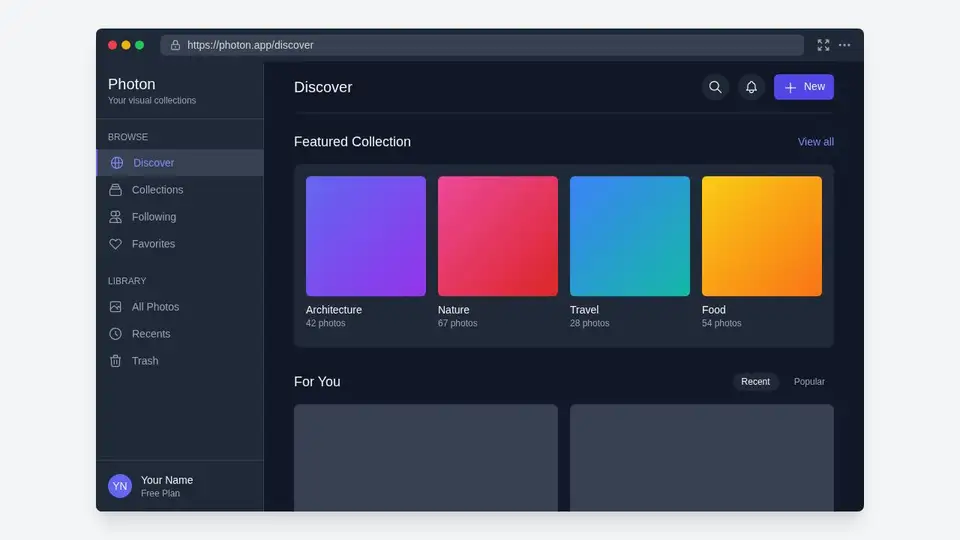 https://photon.app/discover
Photon
Your visual collections
BROWSE
Discover
Collections
Following
Favorites
LIBRARY
All Photos
Recents
Trash
YN
Your Name
Free Plan
Discover
New
Featured Collection
View all
Architecture
42 photos
Nature
67 photos
Travel
28 photos
Food
54 photos
For You
Recent
Popular